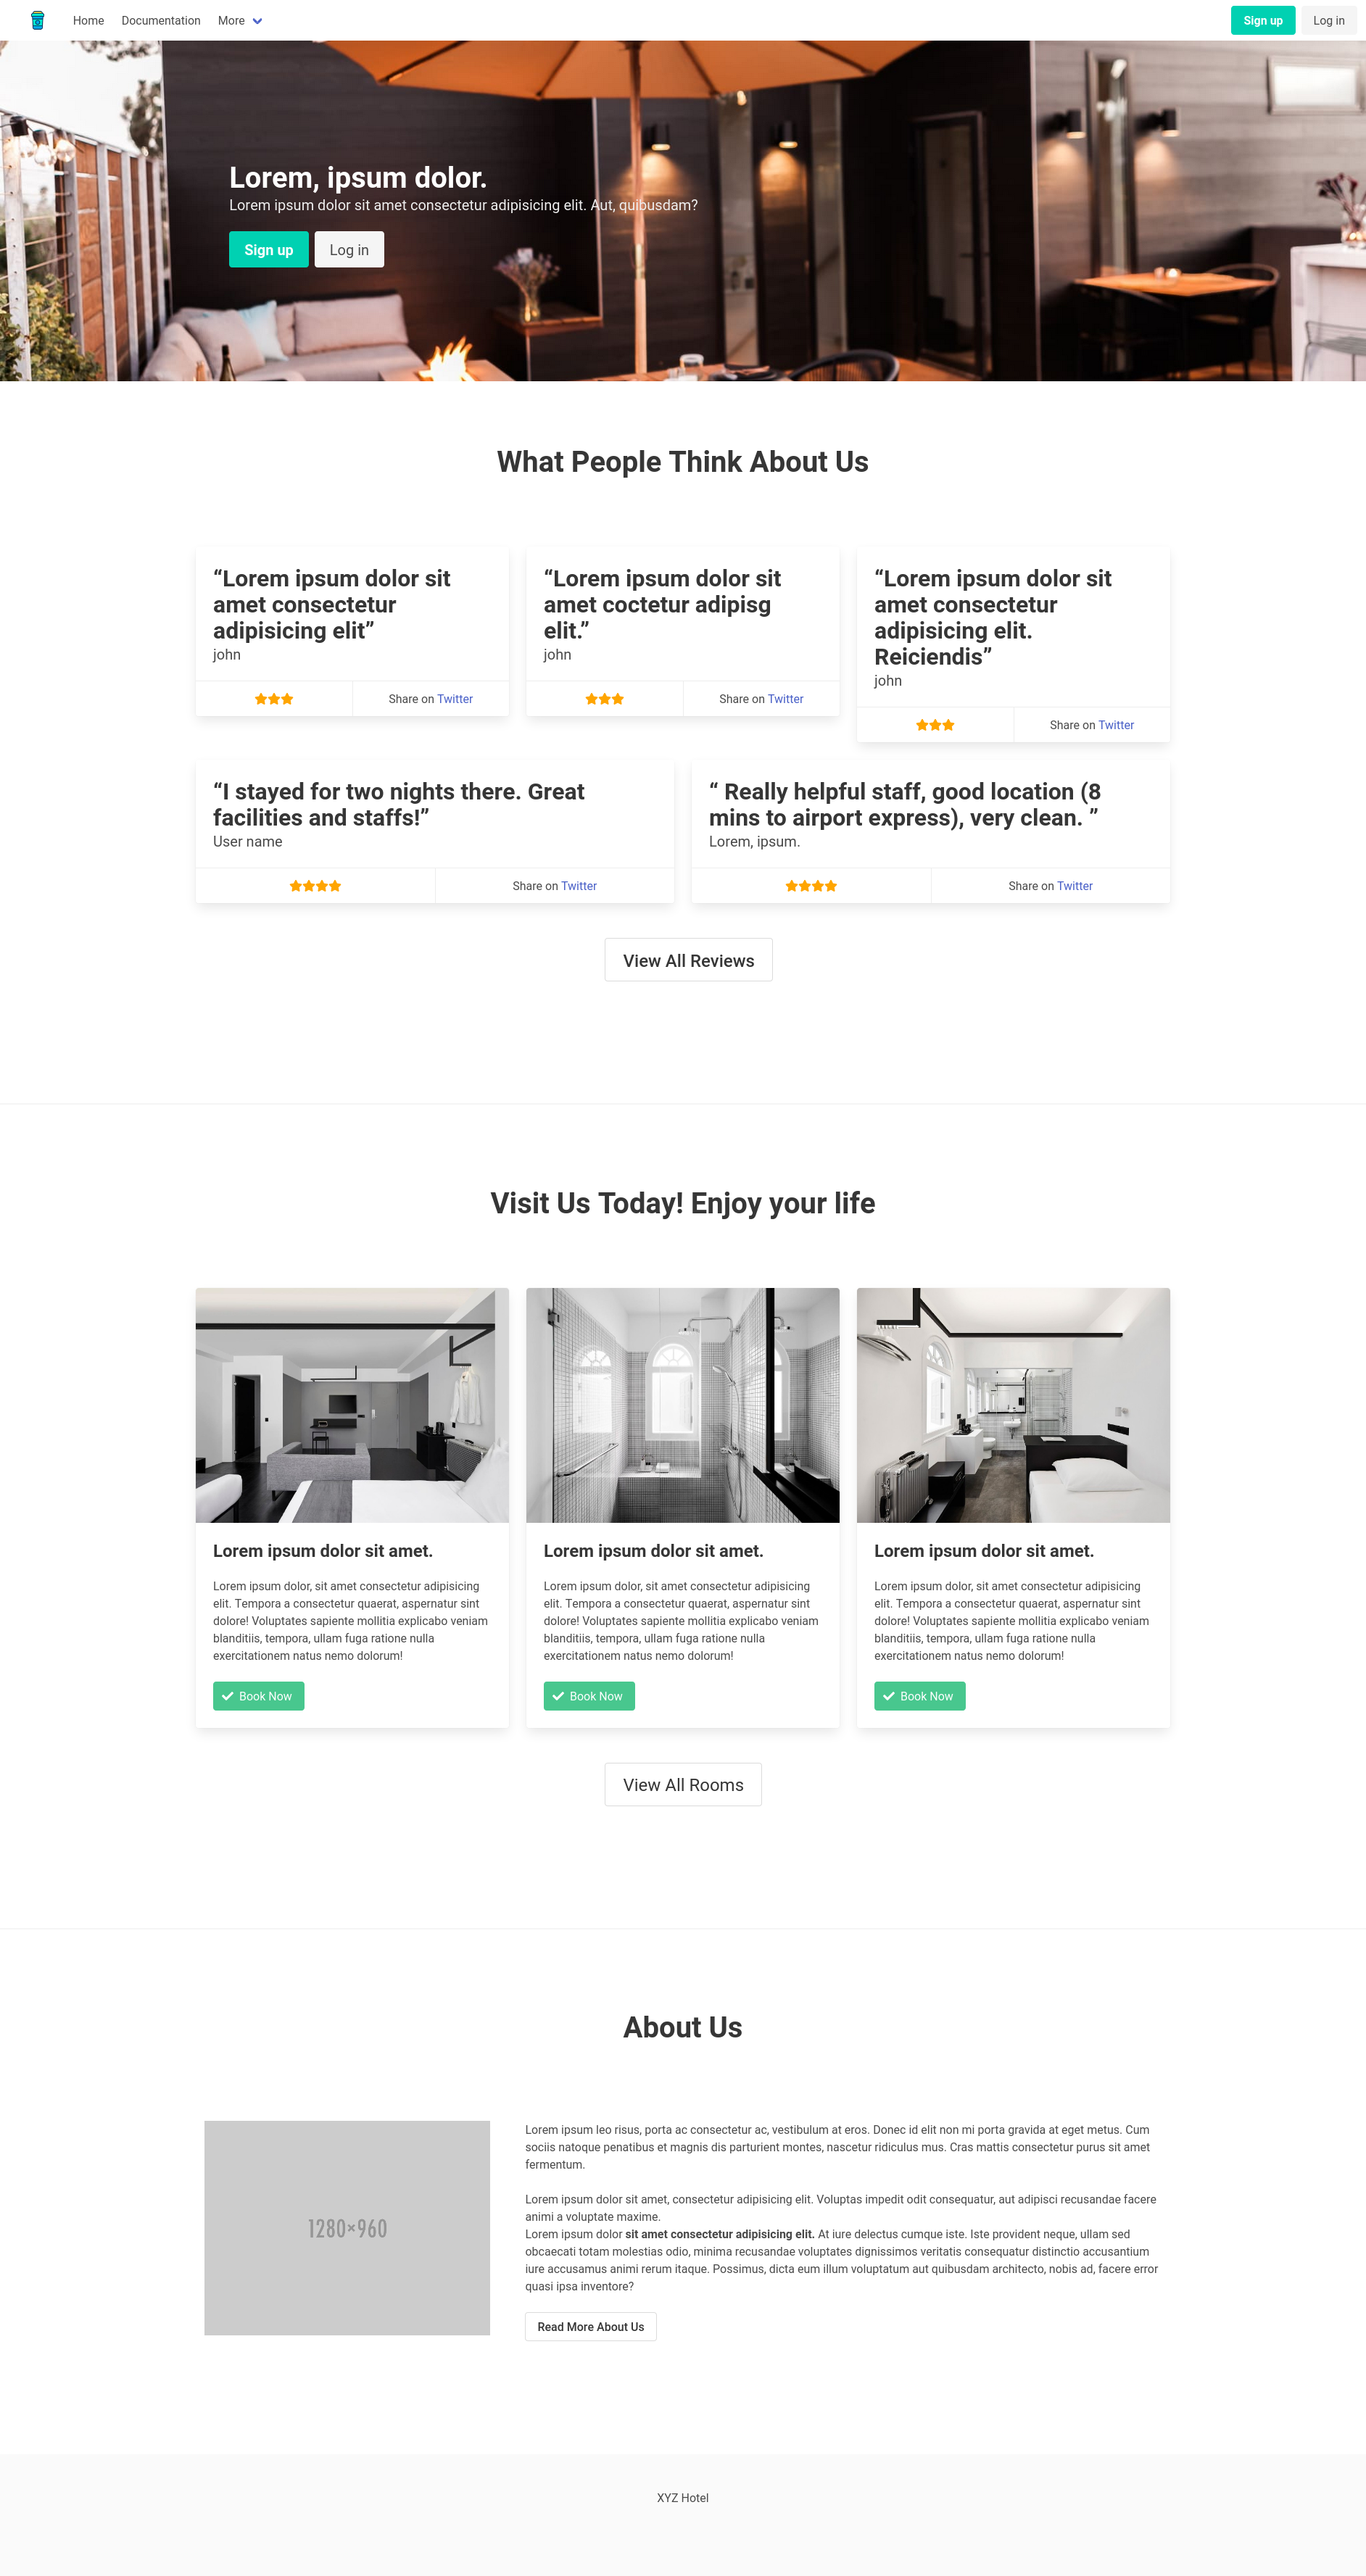 Home Documentation More Sign up Log in
Lorem, ipsum dolor.
Lorem ipsum dolor sit amet consectetur adipisicing elit. Aut, quibusdam?
Sign up Log in
What People Think About Us
“Lorem ipsum dolor sit
amet consectetur
adipisicing elit”
john
Share on Twitter
“Lorem ipsum dolor sit
amet coctetur adipisg
elit.”
john
Share on Twitter
“Lorem ipsum dolor sit
amet consectetur
adipisicing elit.
Reiciendis”
john
Share on Twitter
“I stayed for two nights there. Great
facilities and staffs!”
User name
Share on Twitter
“ Really helpful staff, good location (8
mins to airport express), very clean. ”
Lorem, ipsum.
Share on Twitter
View All Reviews
Visit Us Today! Enjoy your life
Lorem ipsum dolor sit amet.
Lorem ipsum dolor, sit amet consectetur adipisicing
elit. Tempora a consectetur quaerat, aspernatur sint
dolore! Voluptates sapiente mollitia explicabo veniam
blanditiis, tempora, ullam fuga ratione nulla
exercitationem natus nemo dolorum!
Book Now
Lorem ipsum dolor sit amet.
Lorem ipsum dolor, sit amet consectetur adipisicing
elit. Tempora a consectetur quaerat, aspernatur sint
dolore! Voluptates sapiente mollitia explicabo veniam
blanditiis, tempora, ullam fuga ratione nulla
exercitationem natus nemo dolorum!
Book Now
Lorem ipsum dolor sit amet.
Lorem ipsum dolor, sit amet consectetur adipisicing
elit. Tempora a consectetur quaerat, aspernatur sint
dolore! Voluptates sapiente mollitia explicabo veniam
blanditiis, tempora, ullam fuga ratione nulla
exercitationem natus nemo dolorum!
Book Now
View All Rooms
About Us
1280×960
Lorem ipsum leo risus, porta ac consectetur ac, vestibulum at eros. Donec id elit non mi porta gravida at eget metus. Cum
sociis natoque penatibus et magnis dis parturient montes, nascetur ridiculus mus. Cras mattis consectetur purus sit amet
fermentum.
Lorem ipsum dolor sit amet, consectetur adipisicing elit. Voluptas impedit odit consequatur, aut adipisci recusandae facere
animi a voluptate maxime.
Lorem ipsum dolor sit amet consectetur adipisicing elit. At iure delectus cumque iste. Iste provident neque, ullam sed
obcaecati totam molestias odio, minima recusandae voluptates dignissimos veritatis consequatur distinctio accusantium
iure accusamus animi rerum itaque. Possimus, dicta eum illum voluptatum aut quibusdam architecto, nobis ad, facere error
quasi ipsa inventore?
Read More About Us
XYZ Hotel